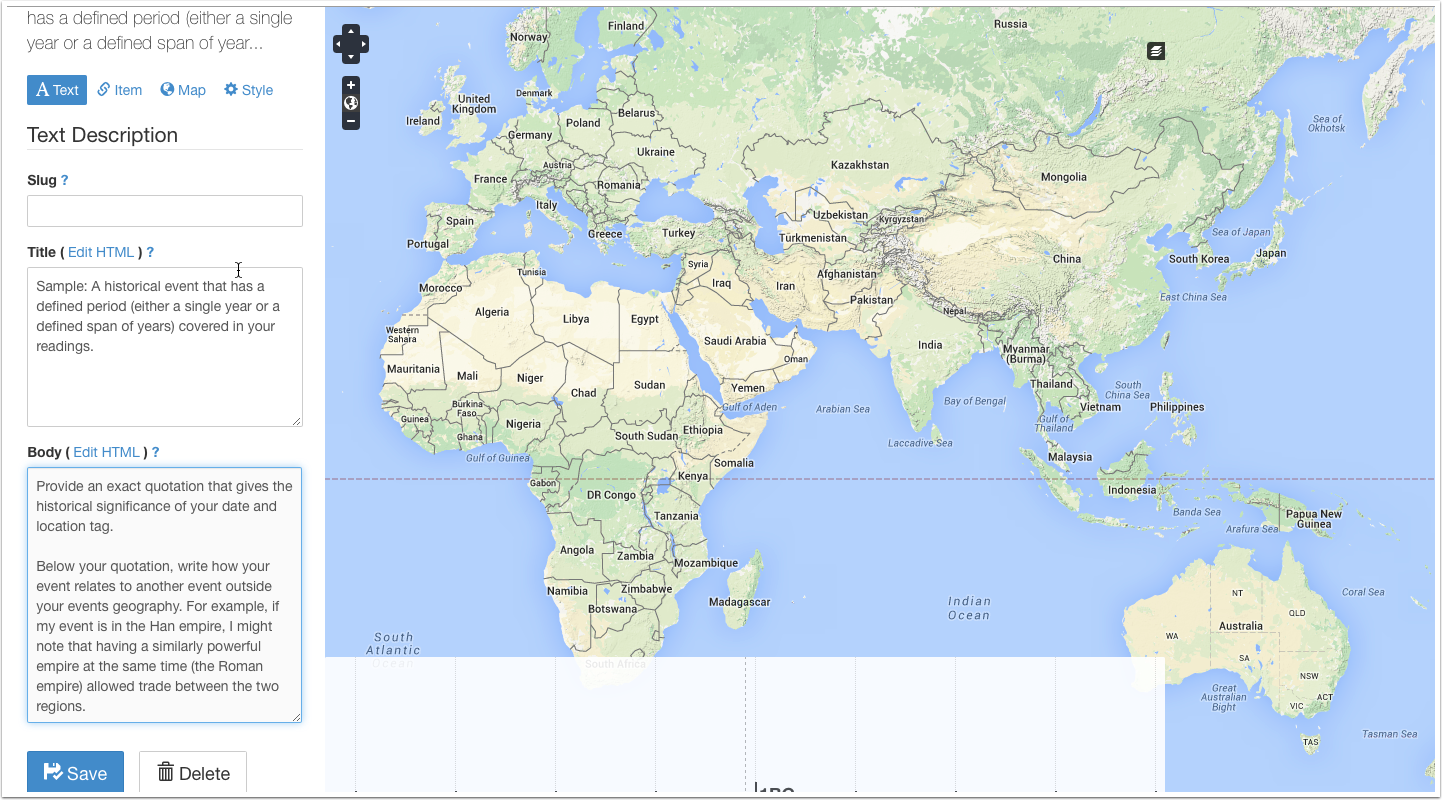 has a defined period (either a single
year or a defined span of year...
Text
Item
Map
Style
Text Description
Slug ?
Title ( Edit HTML ) ?
Sample: A historical event that has a
defined period (either a single year or a
defined span of years) covered in your
readings.
Body ( Edit HTML ) ?
Provide an exact quotation that gives the
historical significance of your date and
location tag.
Below your quotation, write how your
event relates to another event outside
your events geography. For example, if
my event is in the Han empire, I might
note that having a similarly powerful
empire at the same time (the Roman
empire) allowed trade between the two
regions.
Save
Delete
Russia
Finland
Norway
Denmark
United
Kingdom
Ireland
Belarus
Poland
Germany
Ukraine
Austria
France
Romania
Italy
Spain
Portugal
Greece
Turkey
Kazakhstan
Mongolia
Uzbekistan
Kyrgyzstan
Turkmenistan
Sea of
Okhotsk
Sea of Japan
South Korea
Japan
China
East China Sea
Tunisia
Morocco
Syria
Iraq
Iran
Afghanistan
Pakistan
Nepal
Algeria
Libya
Egypt
Western
Sahara
Saudi Arabia
Oman
India
Myanmar
(Burma)
Mauritania
Mali
Niger
Chad
Sudan
Yemen
Gulf of Aden
Arabian Sea
Bay of Bengal
Thailand
South
China Sea
Vietnam
Philippines
Gulf of
Thailand
Burkina
Faso
Guinea
Ghana
Nigeria
South Sudan
Ethiopia
Laccadive Sea
Gulf of Guinea
Somalia
Malaysia
Kenya
Gabon
DR Congo
Indonesia
Banda Sea
Arafura Sea
Papua New
Guinea
Tanzania
Angola
Zambia
Mozambique
Namibia
Zimbabwe
Botswana
Madagascar
Indian
Ocean
Coral Sea
NT
QLD
Australia
WA
SA
NSW
ACT
VIC
South
Atlantic
Ocean
South Africa
Great
Australian
Bight
Tasman Sea
TAS
1BC